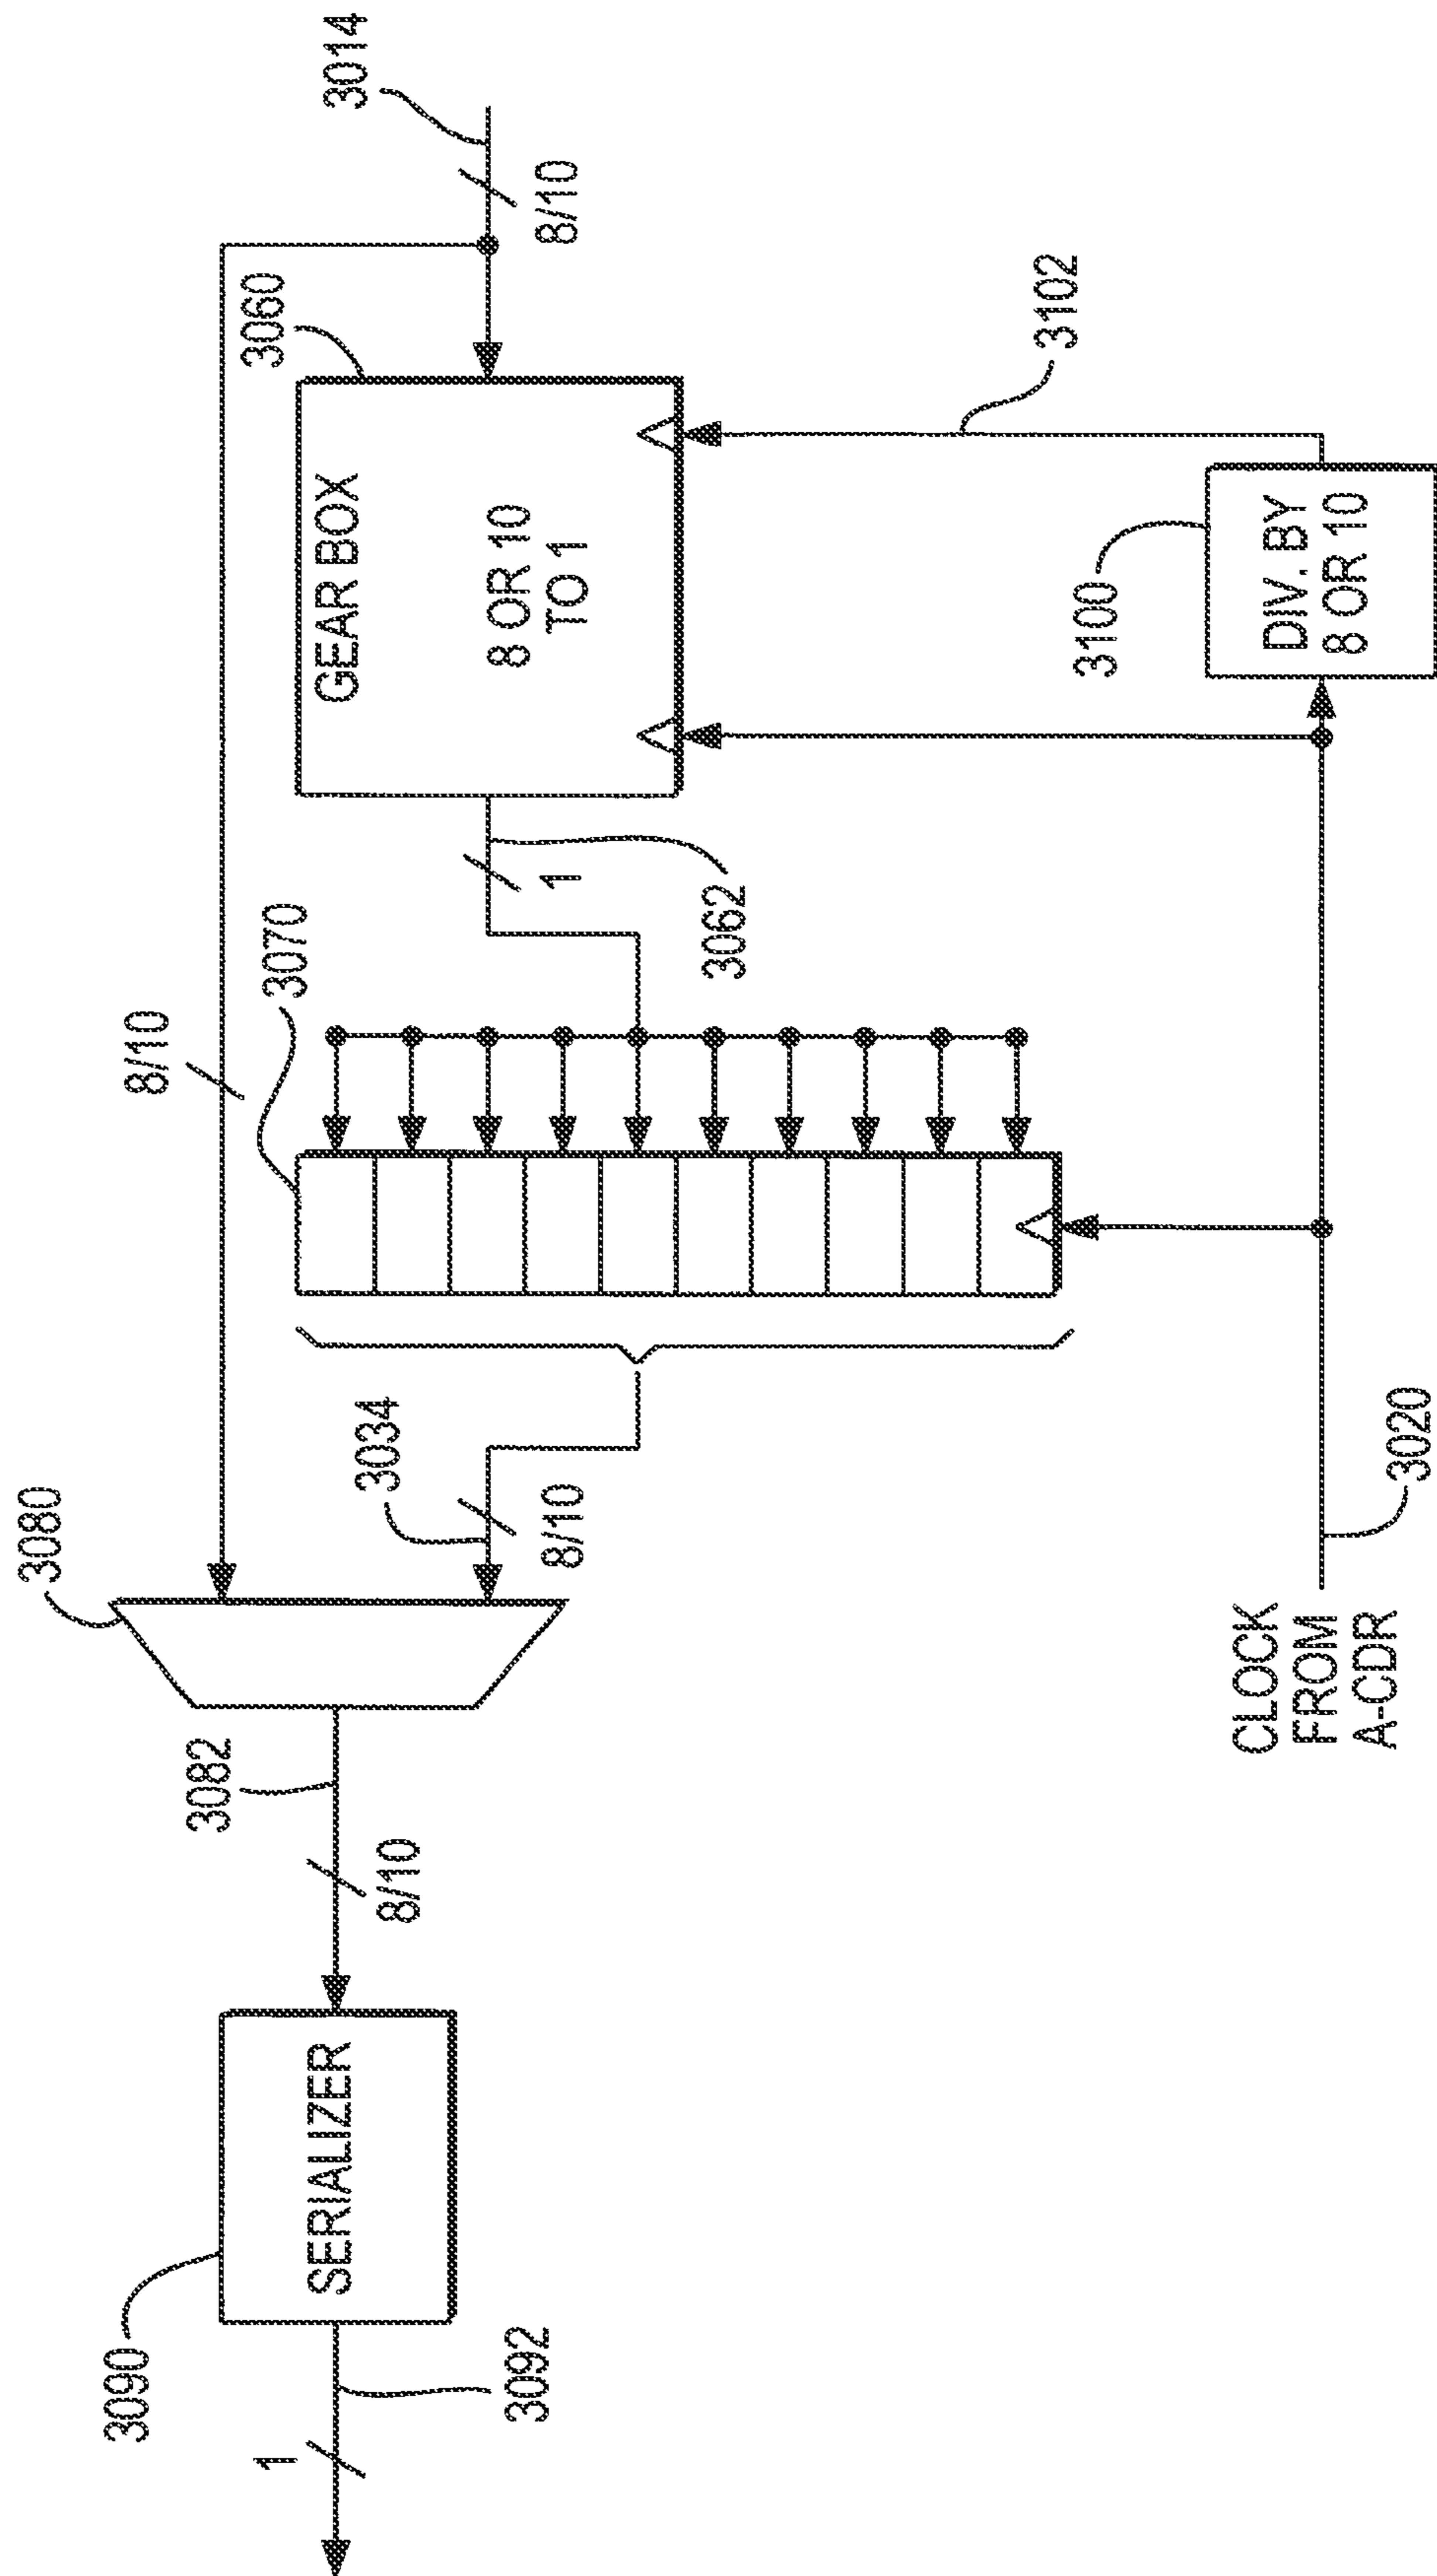 3090
1
SERIALIZER
3092
3082
8/10
3080
3034
8/10
8/10
3070
1
3062
3060
GEAR BOX
8 OR 10
TO 1
3014
8/10
CLOCK
FROM
A-CDR
3020
3100
DIV. BY
8 OR 10
3102